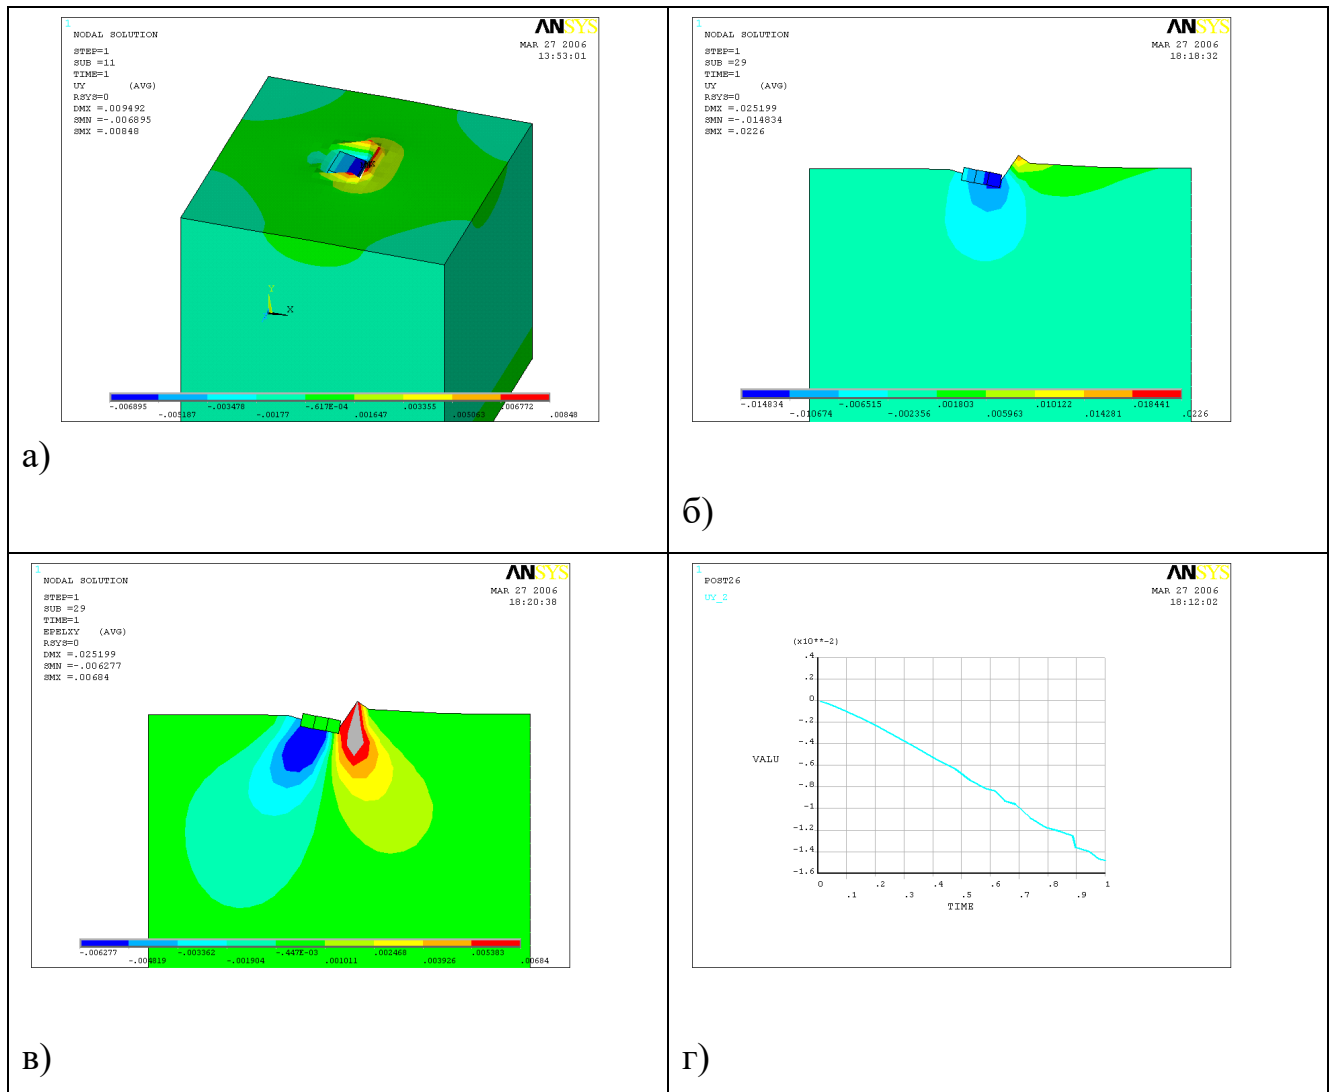 1
ANSYS
NODAL SOLUTION
MAR 27 2006
13:53:01
STEP=1
SUB =11
TIME=1
UY (AVG)
RSYS=0
DMX =.009492
SMN =-.006895
SMX =.00848
Y
X
-.006895 -.003478 -.617E-04 .003355 .006772
-.005187 -.00177 .001647 .005063 .00848
а)
1
ANSYS
NODAL SOLUTION
MAR 27 2006
18:18:32
STEP=1
SUB =29
TIME=1
UY (AVG)
RSYS=0
DMX =.025199
SMN =-.014834
SMX =.0226
-.014834 -.006515 .001803 .010122 .018441
-.010674 -.002356 .005963 .014281 .0226
б)
1
ANSYS
NODAL SOLUTION
MAR 27 2006
18:20:38
STEP=1
SUB =29
TIME=1
EPELXY (AVG)
RSYS=0
DMX =.025199
SMN =-.006277
SMX =.00684
-.006277 -.003362 -.447E-03 .002468 .005383
-.004819 -.001904 .001011 .003926 .00684
в)
1
ANSYS
POST26
MAR 27 2006
UY_2
18:12:02
(x10**-2)
.4
.2
0
-.2
-.4
-.6
VALU
-.8
-1
-1.2
-1.4
-1.6
0 .2 .4 .6 .8 1
.1 .3 .5 .7 .9
TIME
г)